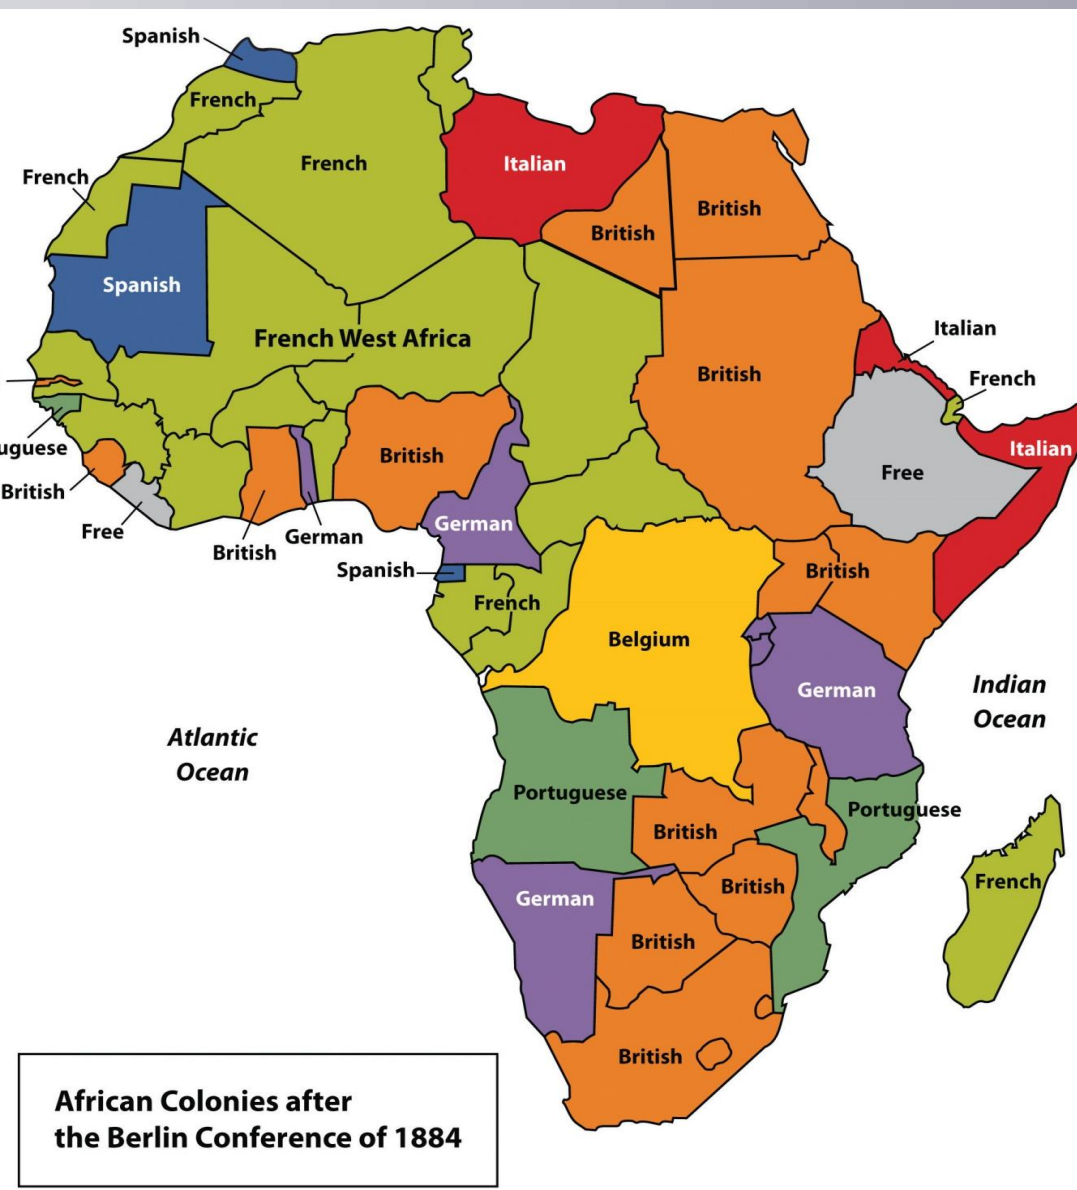 Spanish
French
French
French
Italian
British
British
Spanish
French West Africa
Italian
British
French
Italian
British
Free
uguese
British
German
Free
German
British
Spanish
British
French
Belgium
German
Indian
Ocean
Atlantic
Ocean
Portuguese
Portuguese
British
French
British
German
British
British
African Colonies after
the Berlin Conference of 1884